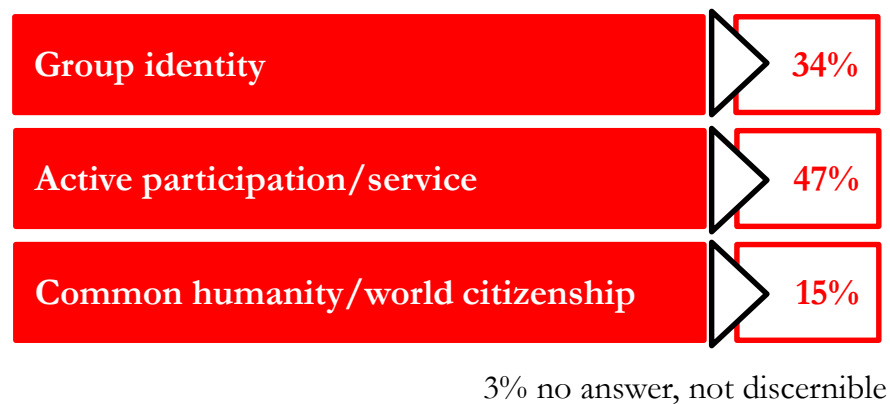 Group identity 34%
Active participation/service 47%
Common humanity/world citizenship 15%
3% no answer, not discernible